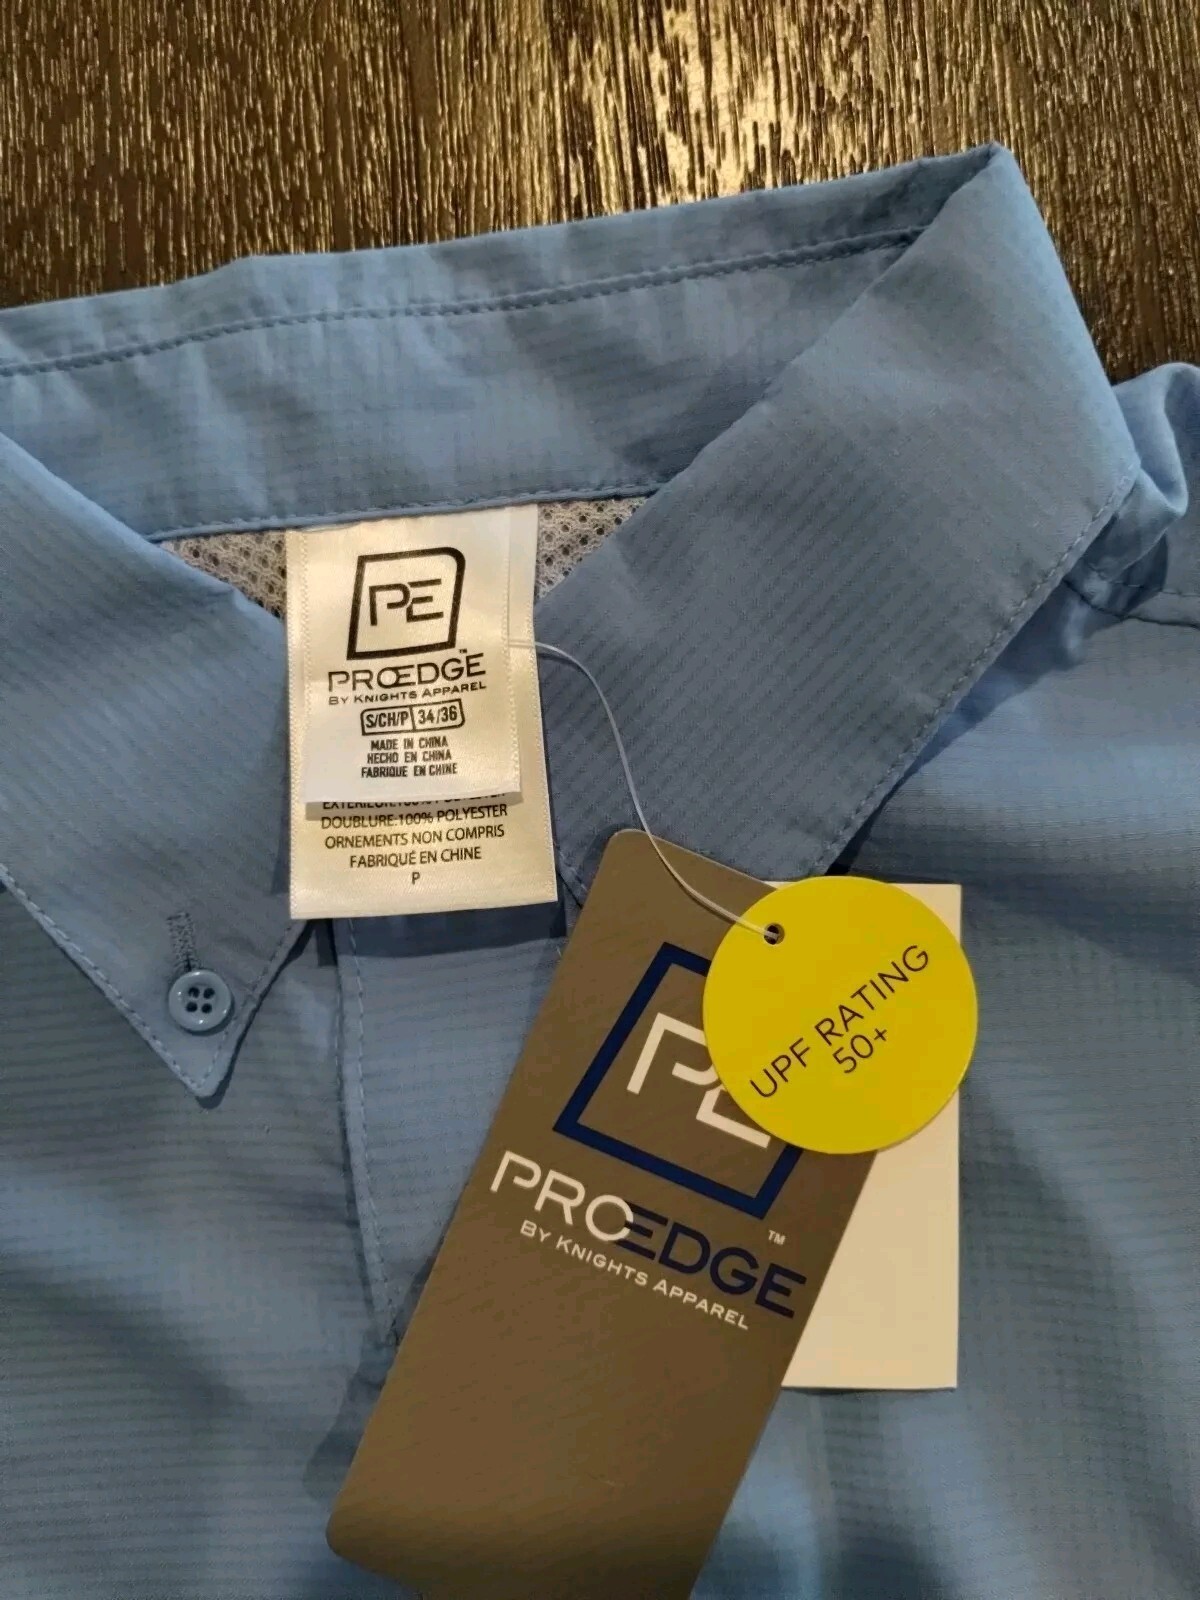 PE
PROEDGE™
BY KNIGHTS APPAREL
S/CH/P 34/36
MADE IN CHINA
HECHO EN CHINA
FABRIQUE EN CHINE
DOUBLURE:100% POLYESTER
ORNEMENTS NON COMPRIS
FABRIQUÉ EN CHINE
P
UPF RATING
50+
PE
PROEDGE™
BY KNIGHTS APPAREL